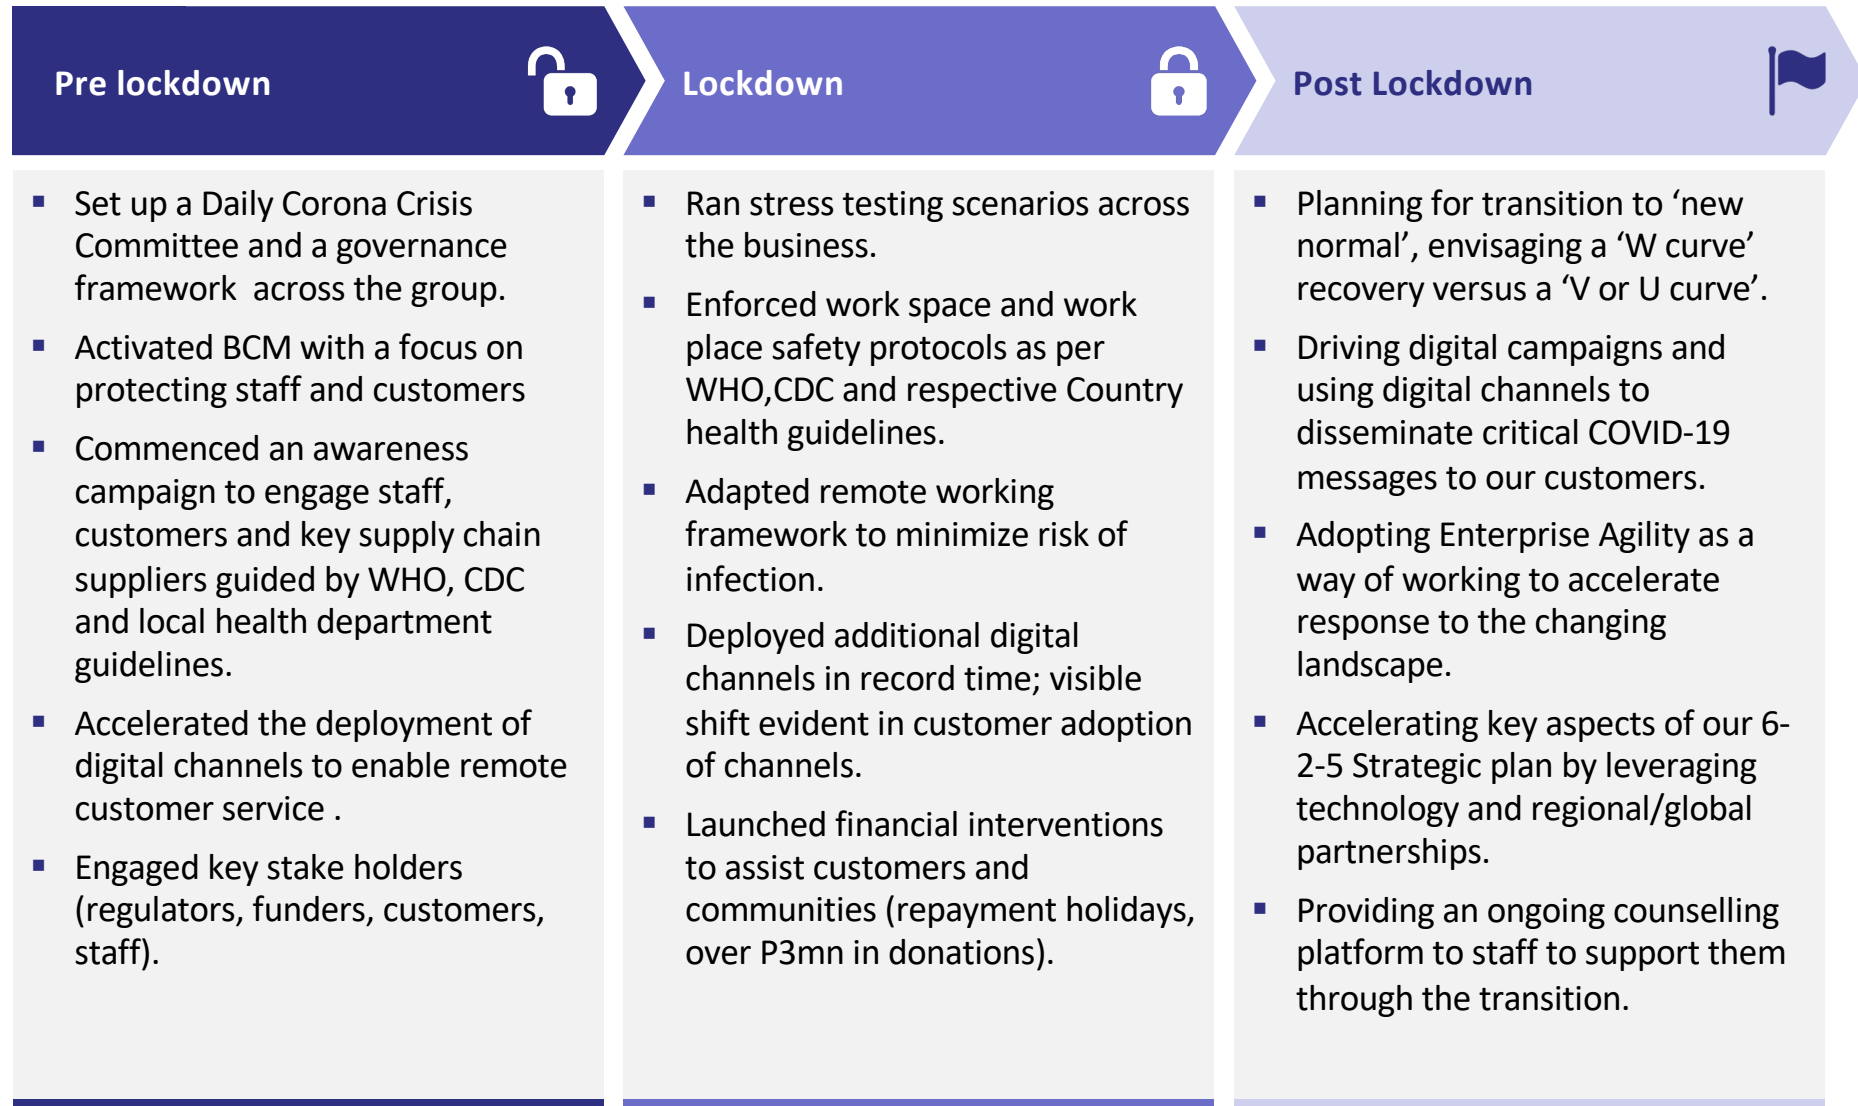 Pre lockdown
Set up a Daily Corona Crisis
Committee and a governance
framework  across the group.
Activated BCM with a focus on
protecting staff and customers
Commenced an awareness
campaign to engage staff,
customers and key supply chain
suppliers guided by WHO, CDC
and local health department
guidelines.
Accelerated the deployment of
digital channels to enable remote
customer service .
Engaged key stake holders
(regulators, funders, customers,
staff).
Lockdown
Ran stress testing scenarios across
the business.
Enforced work space and work
place safety protocols as per
WHO,CDC and respective Country
health guidelines.
Adapted remote working
framework to minimize risk of
infection.
Deployed additional digital
channels in record time; visible
shift evident in customer adoption
of channels.
Launched financial interventions
to assist customers and
communities (repayment holidays,
over P3mn in donations).
Post Lockdown
Planning for transition to ‘new
normal’, envisaging a ‘W curve’
recovery versus a ‘V or U curve’.
Driving digital campaigns and
using digital channels to
disseminate critical COVID-19
messages to our customers.
Adopting Enterprise Agility as a
way of working to accelerate
response to the changing
landscape.
Accelerating key aspects of our 6-
2-5 Strategic plan by leveraging
technology and regional/global
partnerships.
Providing an ongoing counselling
platform to staff to support them
through the transition.